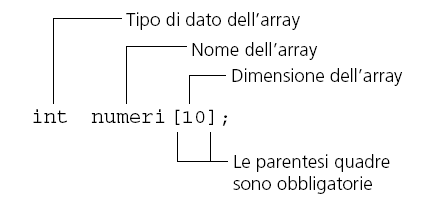 Tipo di dato dell'array
Nome dell'array
Dimensione dell'array
int numeri[10];
Le parentesi quadre
sono obbligatorie